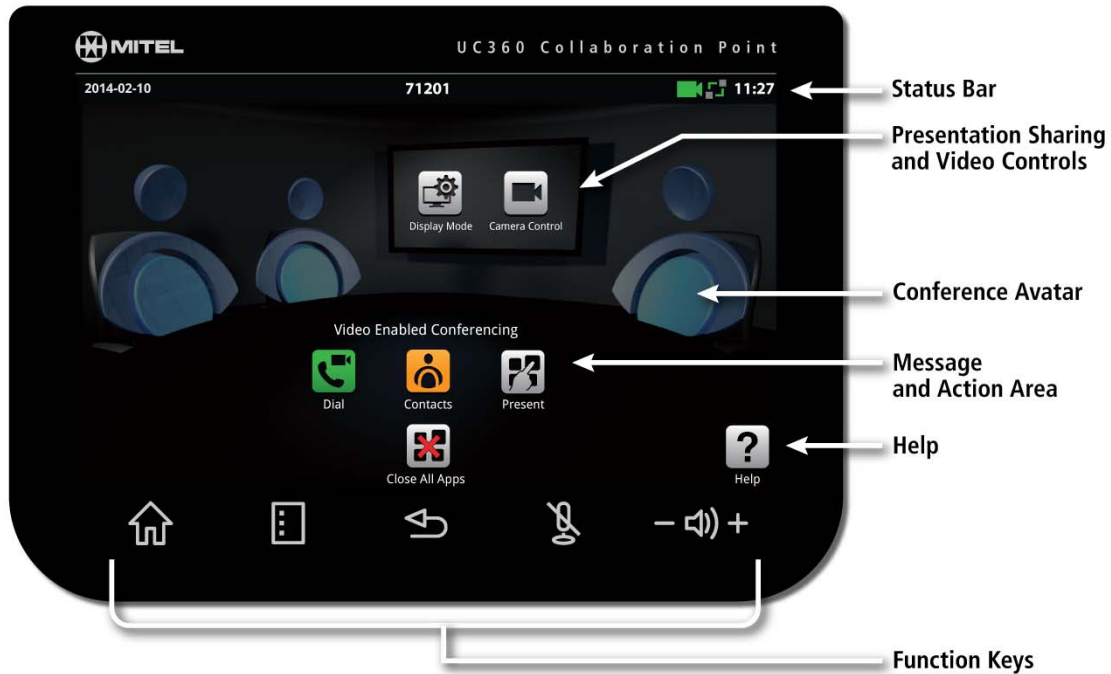 MITEL
UC360 Collaboration Point
2014-02-10
71201
11:27
Status Bar
Presentation Sharing
and Video Controls
Display Mode
Camera Control
Conference Avatar
Video Enabled Conferencing
Message
and Action Area
Dial
Contacts
Present
Help
Close All Apps
Help
Function Keys